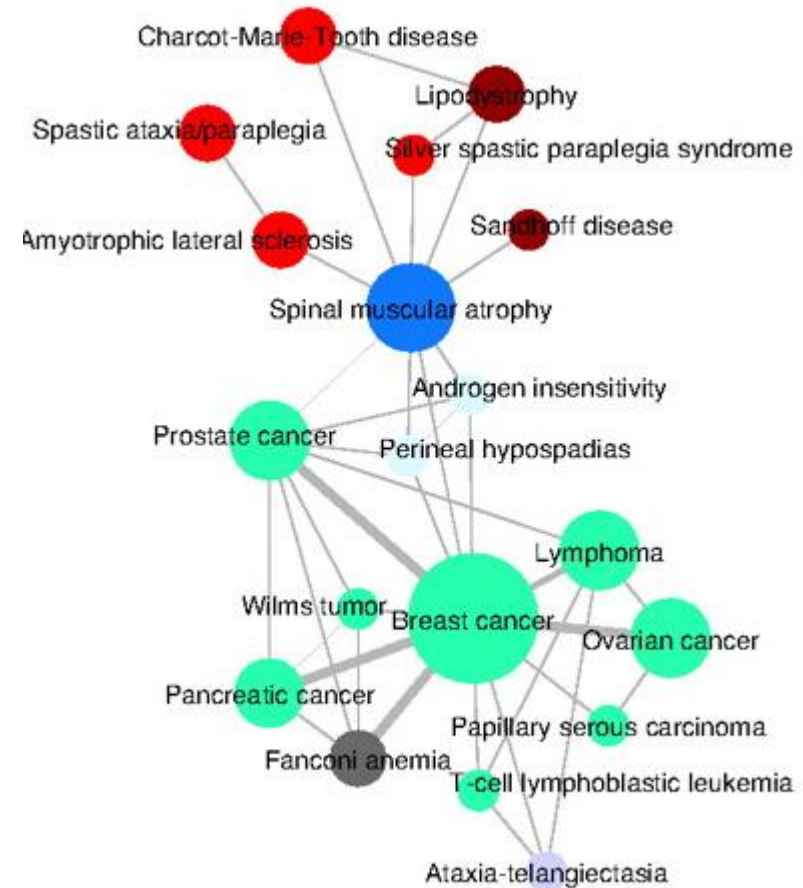 Charcot-Marie-Tooth disease
Lipodystrophy
Spastic ataxia/paraplegia
Silver spastic paraplegia syndrome
Sandhoff disease
Amyotrophic lateral sclerosis
Spinal muscular atrophy
Androgen insensitivity
Prostate cancer
Perineal hypospadias
Lymphoma
Wilms tumor
Breast cancer
Ovarian cancer
Pancreatic cancer
Papillary serous carcinoma
Fanconi anemia
T-cell lymphoblastic leukemia
Ataxia-telangiectasia